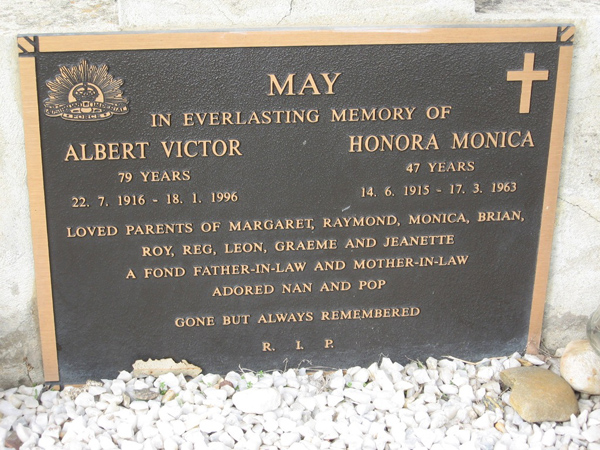 MAY
IN EVERLASTING MEMORY OF
ALBERT VICTOR
79 YEARS
22. 7. 1916 - 18. 1. 1996
HONORA MONICA
47 YEARS
14. 6. 1915 - 17. 3. 1963
LOVED PARENTS OF MARGARET, RAYMOND, MONICA, BRIAN,
ROY, REG, LEON, GRAEME AND JEANETTE
A FOND FATHER-IN-LAW AND MOTHER-IN-LAW
ADORED NAN AND POP
GONE BUT ALWAYS REMEMBERED
R. I. P.